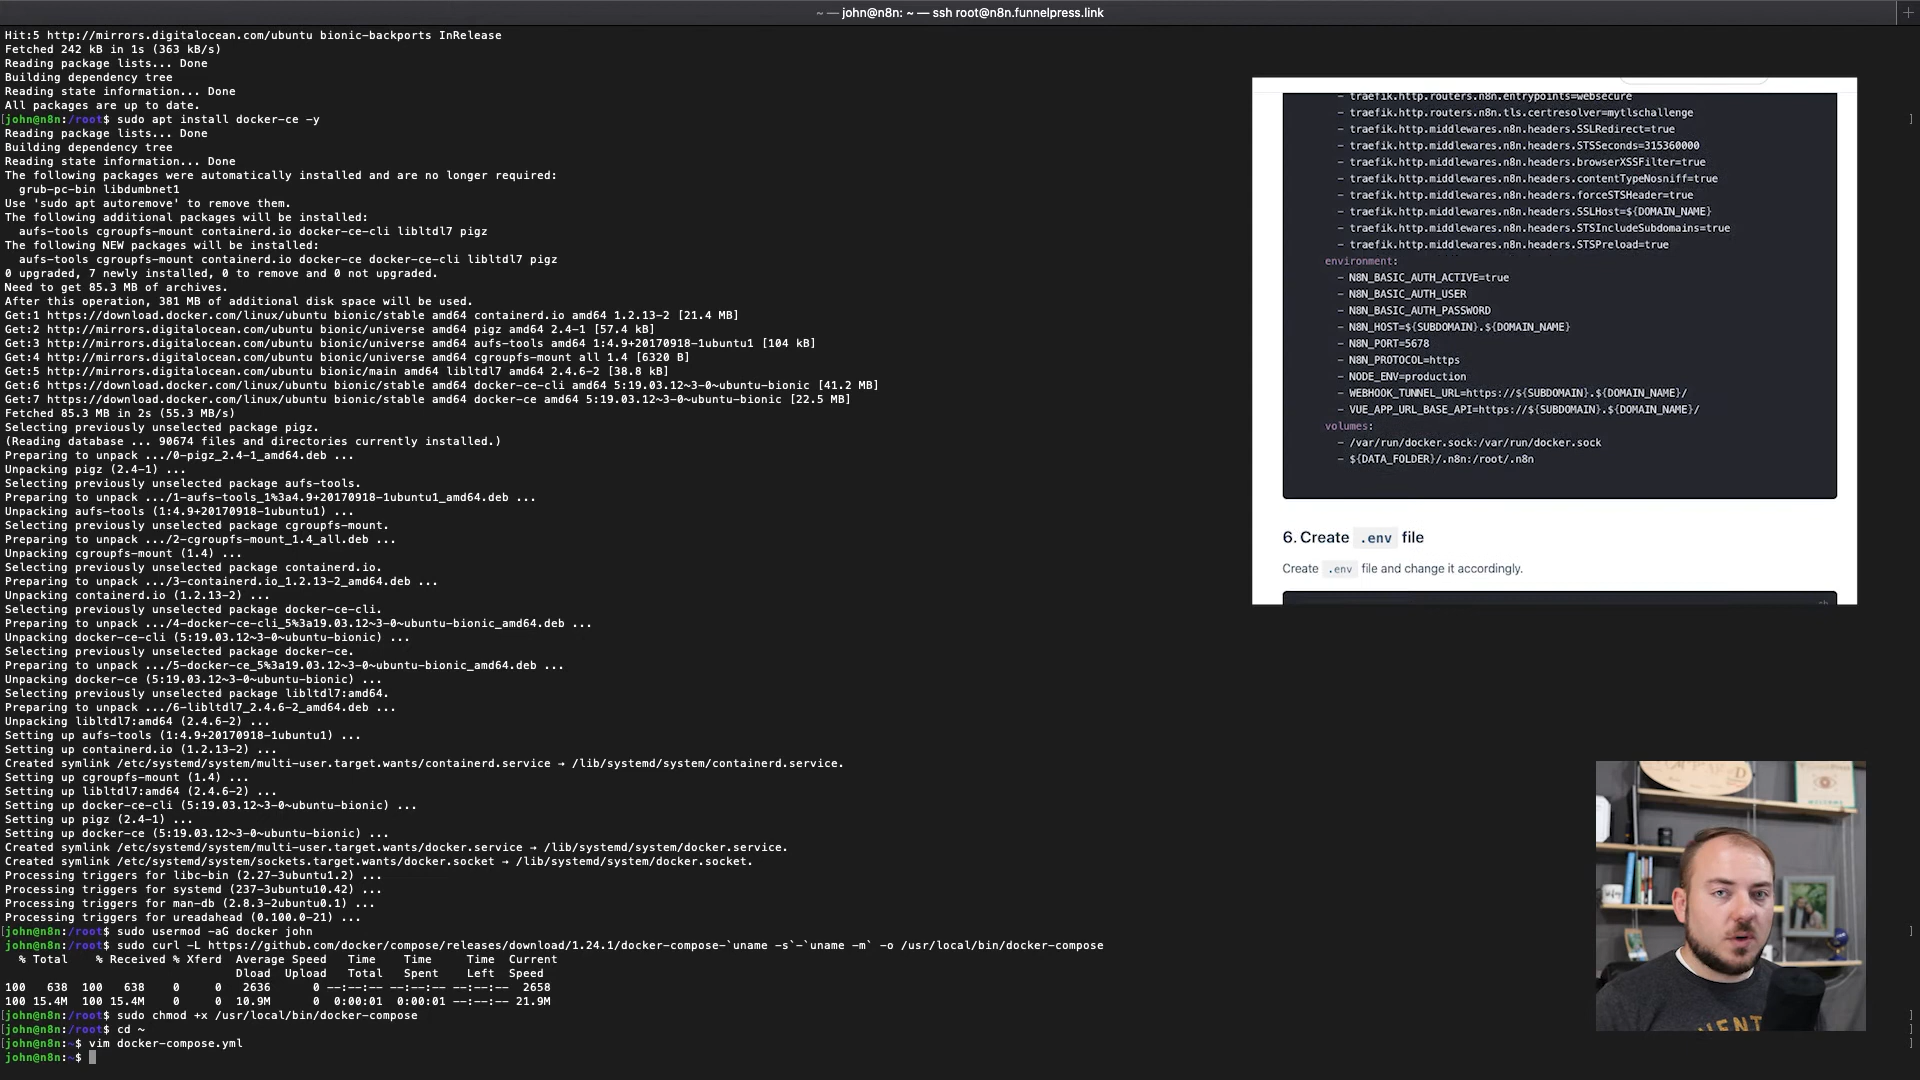 ~ — john@n8n: ~ — ssh root@n8n.funnelpress.link
Hit:5 http://mirrors.digitalocean.com/ubuntu bionic-backports InRelease
Fetched 242 kB in 1s (363 kB/s)
Reading package lists... Done
Building dependency tree
Reading state information... Done
All packages are up to date.
[john@n8n:/root$ sudo apt install docker-ce -y
Reading package lists... Done
Building dependency tree
Reading state information... Done
The following packages were automatically installed and are no longer required:
grub-pc-bin libdumbnet1
Use 'sudo apt autoremove' to remove them.
The following additional packages will be installed:
aufs-tools cgroupfs-mount containerd.io docker-ce-cli libltdl7 pigz
The following NEW packages will be installed:
aufs-tools cgroupfs-mount containerd.io docker-ce docker-ce-cli libltdl7 pigz
0 upgraded, 7 newly installed, 0 to remove and 0 not upgraded.
Need to get 85.3 MB of archives.
After this operation, 381 MB of additional disk space will be used.
Get:1 https://download.docker.com/linux/ubuntu bionic/stable amd64 containerd.io amd64 1.2.13-2 [21.4 MB]
Get:2 http://mirrors.digitalocean.com/ubuntu bionic/universe amd64 pigz amd64 2.4-1 [57.4 kB]
Get:3 http://mirrors.digitalocean.com/ubuntu bionic/universe amd64 aufs-tools amd64 1:4.9+20170918-1ubuntu1 [104 kB]
Get:4 http://mirrors.digitalocean.com/ubuntu bionic/universe amd64 cgroupfs-mount all 1.4 [6320 B]
Get:5 http://mirrors.digitalocean.com/ubuntu bionic/main amd64 libltdl7 amd64 2.4.6-2 [38.8 kB]
Get:6 https://download.docker.com/linux/ubuntu bionic/stable amd64 docker-ce-cli amd64 5:19.03.12~3-0~ubuntu-bionic [41.2 MB]
Get:7 https://download.docker.com/linux/ubuntu bionic/stable amd64 docker-ce amd64 5:19.03.12~3-0~ubuntu-bionic [22.5 MB]
Fetched 85.3 MB in 2s (55.3 MB/s)
Selecting previously unselected package pigz.
(Reading database ... 90674 files and directories currently installed.)
Preparing to unpack .../0-pigz_2.4-1_amd64.deb ...
Unpacking pigz (2.4-1) ...
Selecting previously unselected package aufs-tools.
Preparing to unpack .../1-aufs-tools_1%3a4.9+20170918-1ubuntu1_amd64.deb ...
Unpacking aufs-tools (1:4.9+20170918-1ubuntu1) ...
Selecting previously unselected package cgroupfs-mount.
Preparing to unpack .../2-cgroupfs-mount_1.4_all.deb ...
Unpacking cgroupfs-mount (1.4) ...
Selecting previously unselected package containerd.io.
Preparing to unpack .../3-containerd.io_1.2.13-2_amd64.deb ...
Unpacking containerd.io (1.2.13-2) ...
Selecting previously unselected package docker-ce-cli.
Preparing to unpack .../4-docker-ce-cli_5%3a19.03.12~3-0~ubuntu-bionic_amd64.deb ...
Unpacking docker-ce-cli (5:19.03.12~3-0~ubuntu-bionic) ...
Selecting previously unselected package docker-ce.
Preparing to unpack .../5-docker-ce_5%3a19.03.12~3-0~ubuntu-bionic_amd64.deb ...
Unpacking docker-ce (5:19.03.12~3-0~ubuntu-bionic) ...
Selecting previously unselected package libltdl7:amd64.
Preparing to unpack .../6-libltdl7_2.4.6-2_amd64.deb ...
Unpacking libltdl7:amd64 (2.4.6-2) ...
Setting up aufs-tools (1:4.9+20170918-1ubuntu1) ...
Setting up containerd.io (1.2.13-2) ...
Created symlink /etc/systemd/system/multi-user.target.wants/containerd.service → /lib/systemd/system/containerd.service.
Setting up cgroupfs-mount (1.4) ...
Setting up libltdl7:amd64 (2.4.6-2) ...
Setting up docker-ce-cli (5:19.03.12~3-0~ubuntu-bionic) ...
Setting up pigz (2.4-1) ...
Setting up docker-ce (5:19.03.12~3-0~ubuntu-bionic) ...
Created symlink /etc/systemd/system/multi-user.target.wants/docker.service → /lib/systemd/system/docker.service.
Created symlink /etc/systemd/system/sockets.target.wants/docker.socket → /lib/systemd/system/docker.socket.
Processing triggers for libc-bin (2.27-3ubuntu1.2) ...
Processing triggers for systemd (237-3ubuntu10.42) ...
Processing triggers for man-db (2.8.3-2ubuntu0.1) ...
Processing triggers for ureadahead (0.100.0-21) ...
[john@n8n:/root$ sudo usermod -aG docker john
[john@n8n:/root$ sudo curl -L https://github.com/docker/compose/releases/download/1.24.1/docker-compose-`uname -s`-`uname -m` -o /usr/local/bin/docker-compose
% Total % Received % Xferd Average Speed Time Time Time Current
Dload Upload Total Spent Left Speed
100 638 100 638 0 0 2636 0 --:--:-- --:--:-- --:--:-- 2658
100 15.4M 100 15.4M 0 0 10.9M 0 0:00:01 0:00:01 --:--:-- 21.9M
[john@n8n:/root$ sudo chmod +x /usr/local/bin/docker-compose
[john@n8n:/root$ cd ~
[john@n8n:~$ vim docker-compose.yml
john@n8n:~$
- traefik.http.routers.n8n.entrypoints=websecure
- traefik.http.routers.n8n.tls.certresolver=mytlschallenge
- traefik.http.middlewares.n8n.headers.SSLRedirect=true
- traefik.http.middlewares.n8n.headers.STSSeconds=315360000
- traefik.http.middlewares.n8n.headers.browserXSSFilter=true
- traefik.http.middlewares.n8n.headers.contentTypeNosniff=true
- traefik.http.middlewares.n8n.headers.forceSTSHeader=true
- traefik.http.middlewares.n8n.headers.SSLHost=${DOMAIN_NAME}
- traefik.http.middlewares.n8n.headers.STSIncludeSubdomains=true
- traefik.http.middlewares.n8n.headers.STSPreload=true
environment:
- N8N_BASIC_AUTH_ACTIVE=true
- N8N_BASIC_AUTH_USER
- N8N_BASIC_AUTH_PASSWORD
- N8N_HOST=${SUBDOMAIN}.${DOMAIN_NAME}
- N8N_PORT=5678
- N8N_PROTOCOL=https
- NODE_ENV=production
- WEBHOOK_TUNNEL_URL=https://${SUBDOMAIN}.${DOMAIN_NAME}/
- VUE_APP_URL_BASE_API=https://${SUBDOMAIN}.${DOMAIN_NAME}/
volumes:
- /var/run/docker.sock:/var/run/docker.sock
- ${DATA_FOLDER}/.n8n:/root/.n8n
6. Create .env file
Create .env file and change it accordingly.